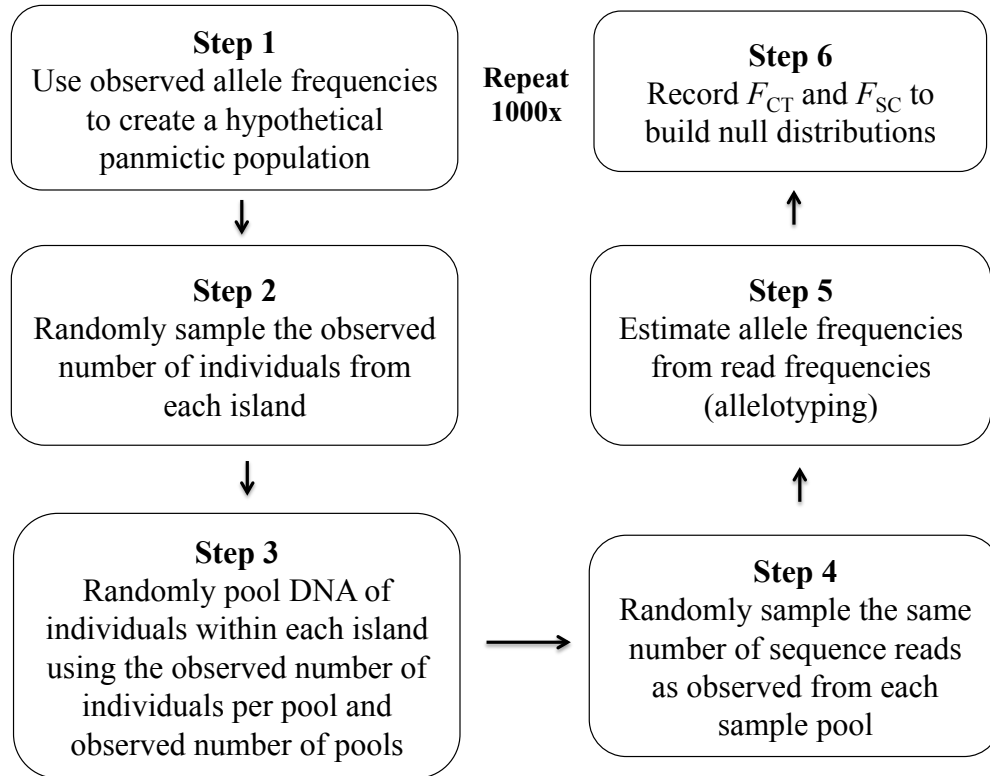 Step 1
Use observed allele frequencies
to create a hypothetical
panmictic population
Step 2
Randomly sample the observed
number of individuals from
each island
Step 3
Randomly pool DNA of
individuals within each island
using the observed number of
individuals per pool and
observed number of pools
Step 4
Randomly sample the same
number of sequence reads
as observed from each
sample pool
Step 5
Estimate allele frequencies
from read frequencies
(allelotyping)
Step 6
Record F_CT and F_SC to
build null distributions
Repeat
1000x